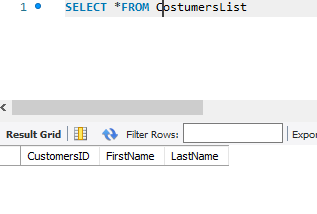 1 SELECT *FROM CostumersList
Result Grid Filter Rows: Expor
CustomersID FirstName LastName